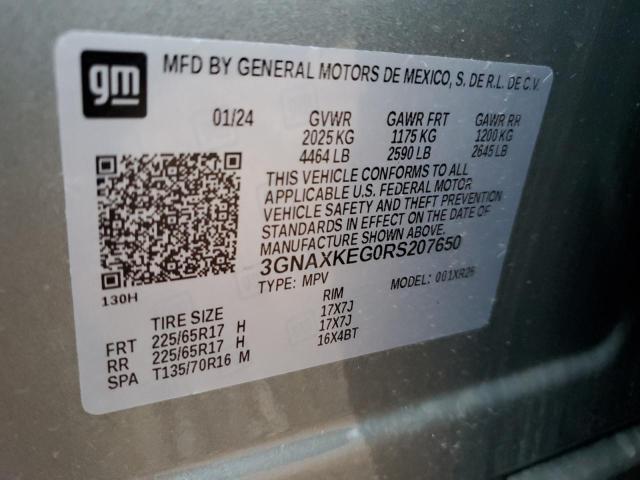 gm
MFD BY GENERAL MOTORS DE MEXICO, S. DE R.L. DE C.V.
01/24 GVWR GAWR FRT GAWR RR
2025 KG 1175 KG 1200 KG
4464 LB 2590 LB 2645 LB
THIS VEHICLE CONFORMS TO ALL
APPLICABLE U.S. FEDERAL MOTOR
VEHICLE SAFETY AND THEFT PREVENTION
STANDARDS IN EFFECT ON THE DATE OF
MANUFACTURE SHOWN ABOVE.
3GNAXKEG0RS207650
130H TYPE: MPV MODEL: 001XR26
TIRE SIZE RIM
FRT 225/65R17 H 17X7J
RR 225/65R17 H 17X7J
SPA T135/70R16 M 16X4BT